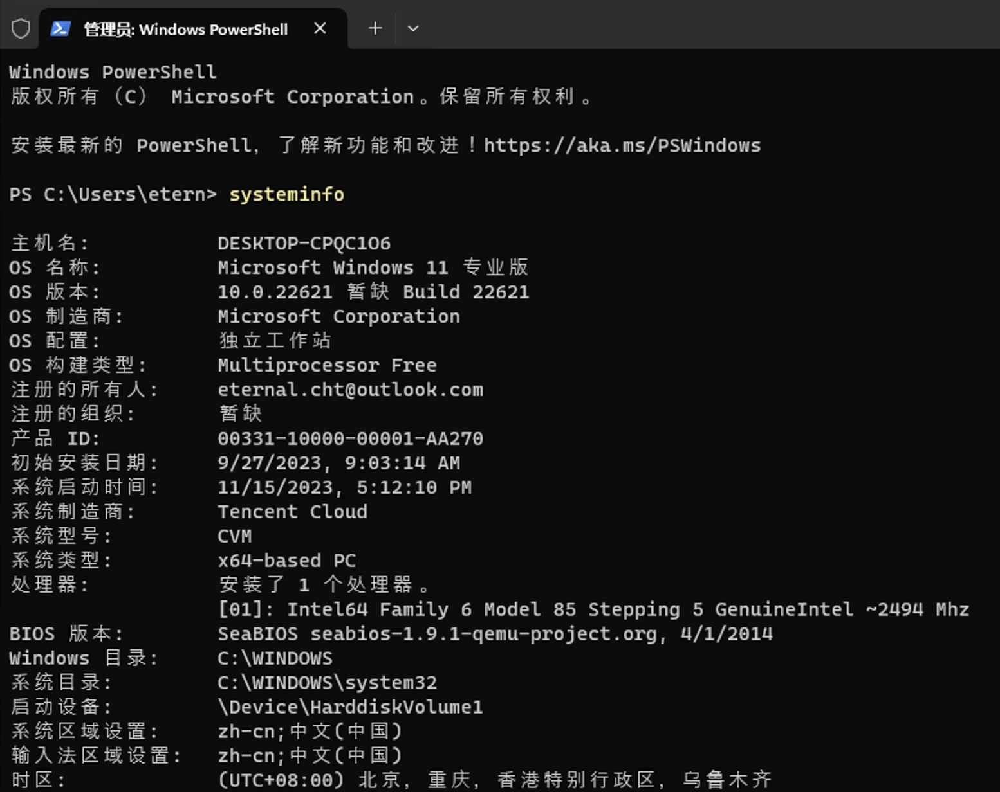 管理员: Windows PowerShell
Windows PowerShell
版权所有（C） Microsoft Corporation。保留所有权利。
安装最新的 PowerShell，了解新功能和改进！https://aka.ms/PSWindows
PS C:\Users\etern> systeminfo
主机名: DESKTOP-CPQC1O6
OS 名称: Microsoft Windows 11 专业版
OS 版本: 10.0.22621 暂缺 Build 22621
OS 制造商: Microsoft Corporation
OS 配置: 独立工作站
OS 构建类型: Multiprocessor Free
注册的所有人: eternal.cht@outlook.com
注册的组织: 暂缺
产品 ID: 00331-10000-00001-AA270
初始安装日期: 9/27/2023, 9:03:14 AM
系统启动时间: 11/15/2023, 5:12:10 PM
系统制造商: Tencent Cloud
系统型号: CVM
系统类型: x64-based PC
处理器: 安装了 1 个处理器。
[01]: Intel64 Family 6 Model 85 Stepping 5 GenuineIntel ~2494 Mhz
BIOS 版本: SeaBIOS seabios-1.9.1-qemu-project.org, 4/1/2014
Windows 目录: C:\WINDOWS
系统目录: C:\WINDOWS\system32
启动设备: \Device\HarddiskVolume1
系统区域设置: zh-cn;中文(中国)
输入法区域设置: zh-cn;中文(中国)
时区: (UTC+08:00) 北京，重庆，香港特别行政区，乌鲁木齐